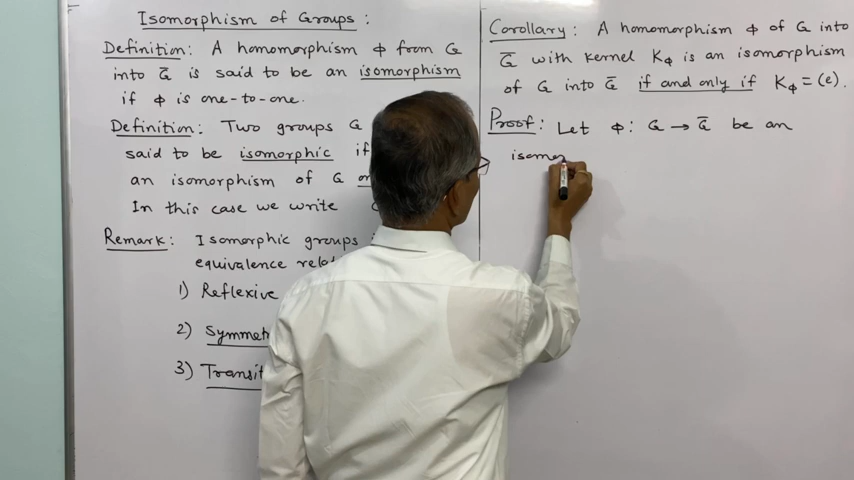 Isomorphism of Groups :
Definition: A homomorphism φ from G
into Ḡ is said to be an isomorphism
if φ is one-to-one.
Definition: Two groups G
said to be isomorphic if
an isomorphism of G
In this case we write
Remark: Isomorphic groups
equivalence
1) Reflexive
2)
3)
Corollary: A homomorphism φ of G into
Ḡ with kernel Kφ is an isomorphism
of G into Ḡ if and only if Kφ = (e).
Proof: Let φ: G → Ḡ be an
isomo